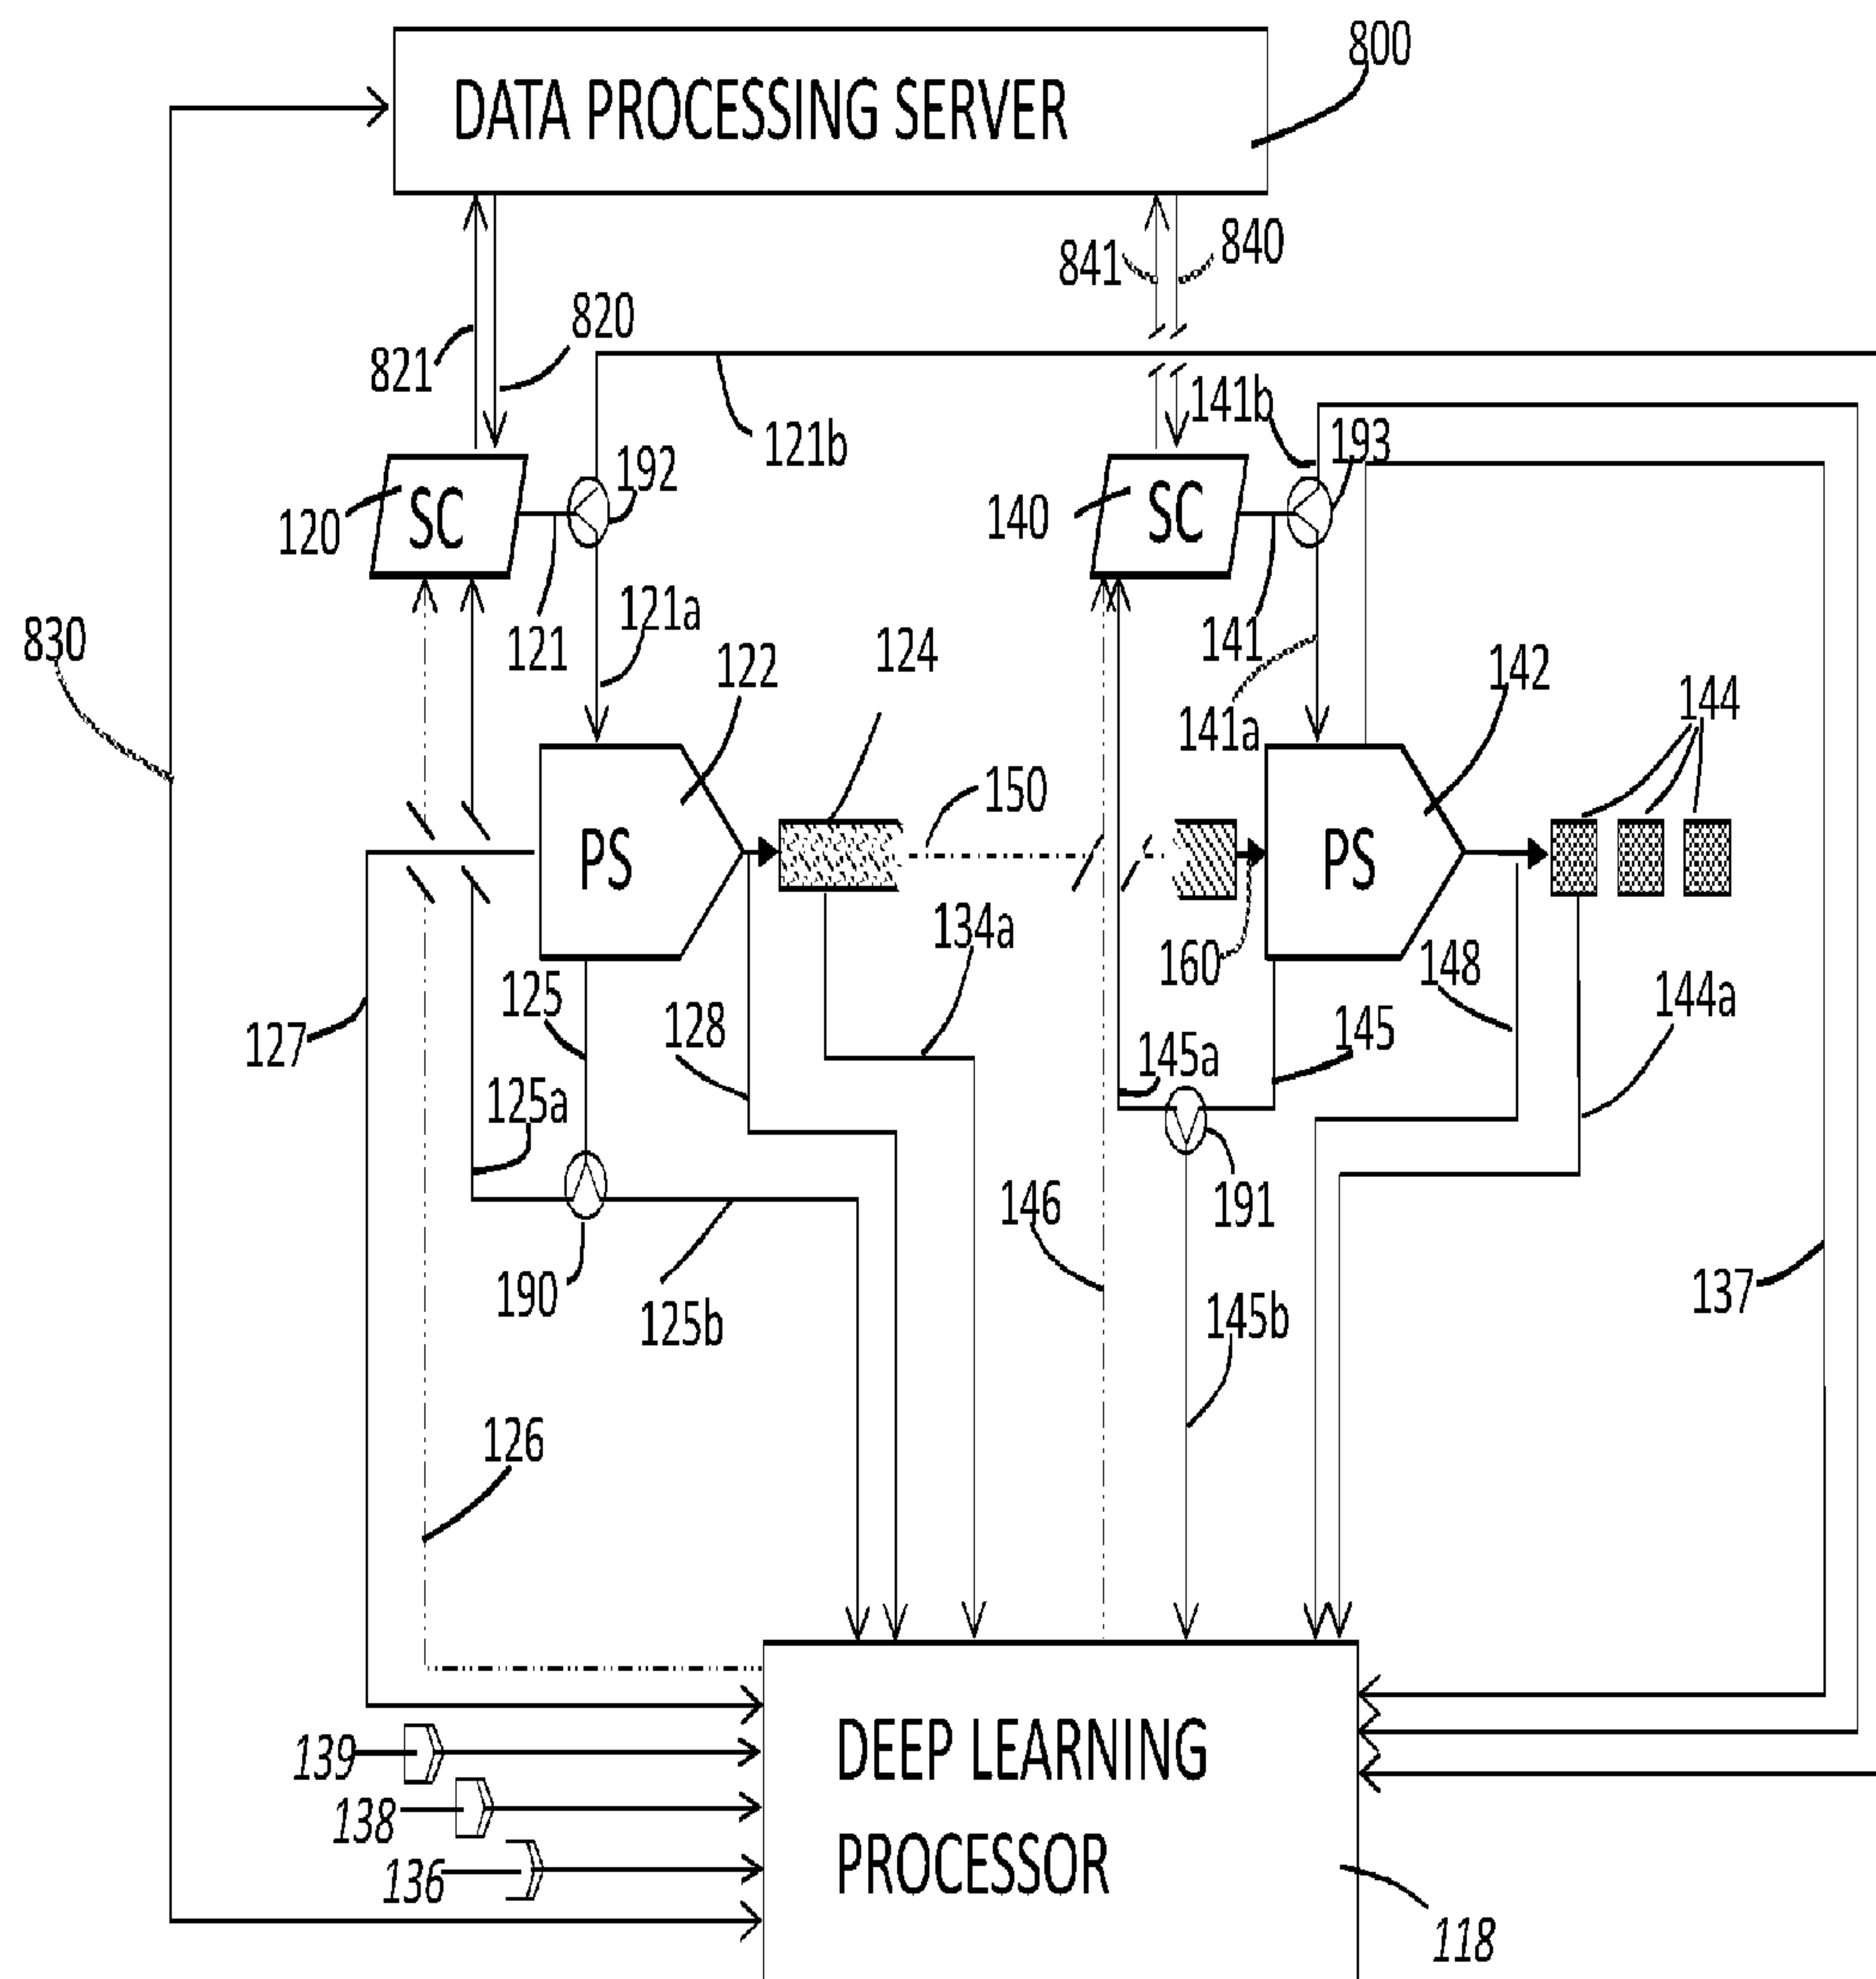 800
DATA PROCESSING SERVER
841
840
820
821
141b
193
121b
192
120
SC
140
SC
121
121a
141
830
122
124
142
144
141a
150
PS
PS
134a
160
148
125
128
144a
127
145a
145
125a
146
191
190
137
125b
145b
126
139
DEEP LEARNING
138
PROCESSOR
136
118